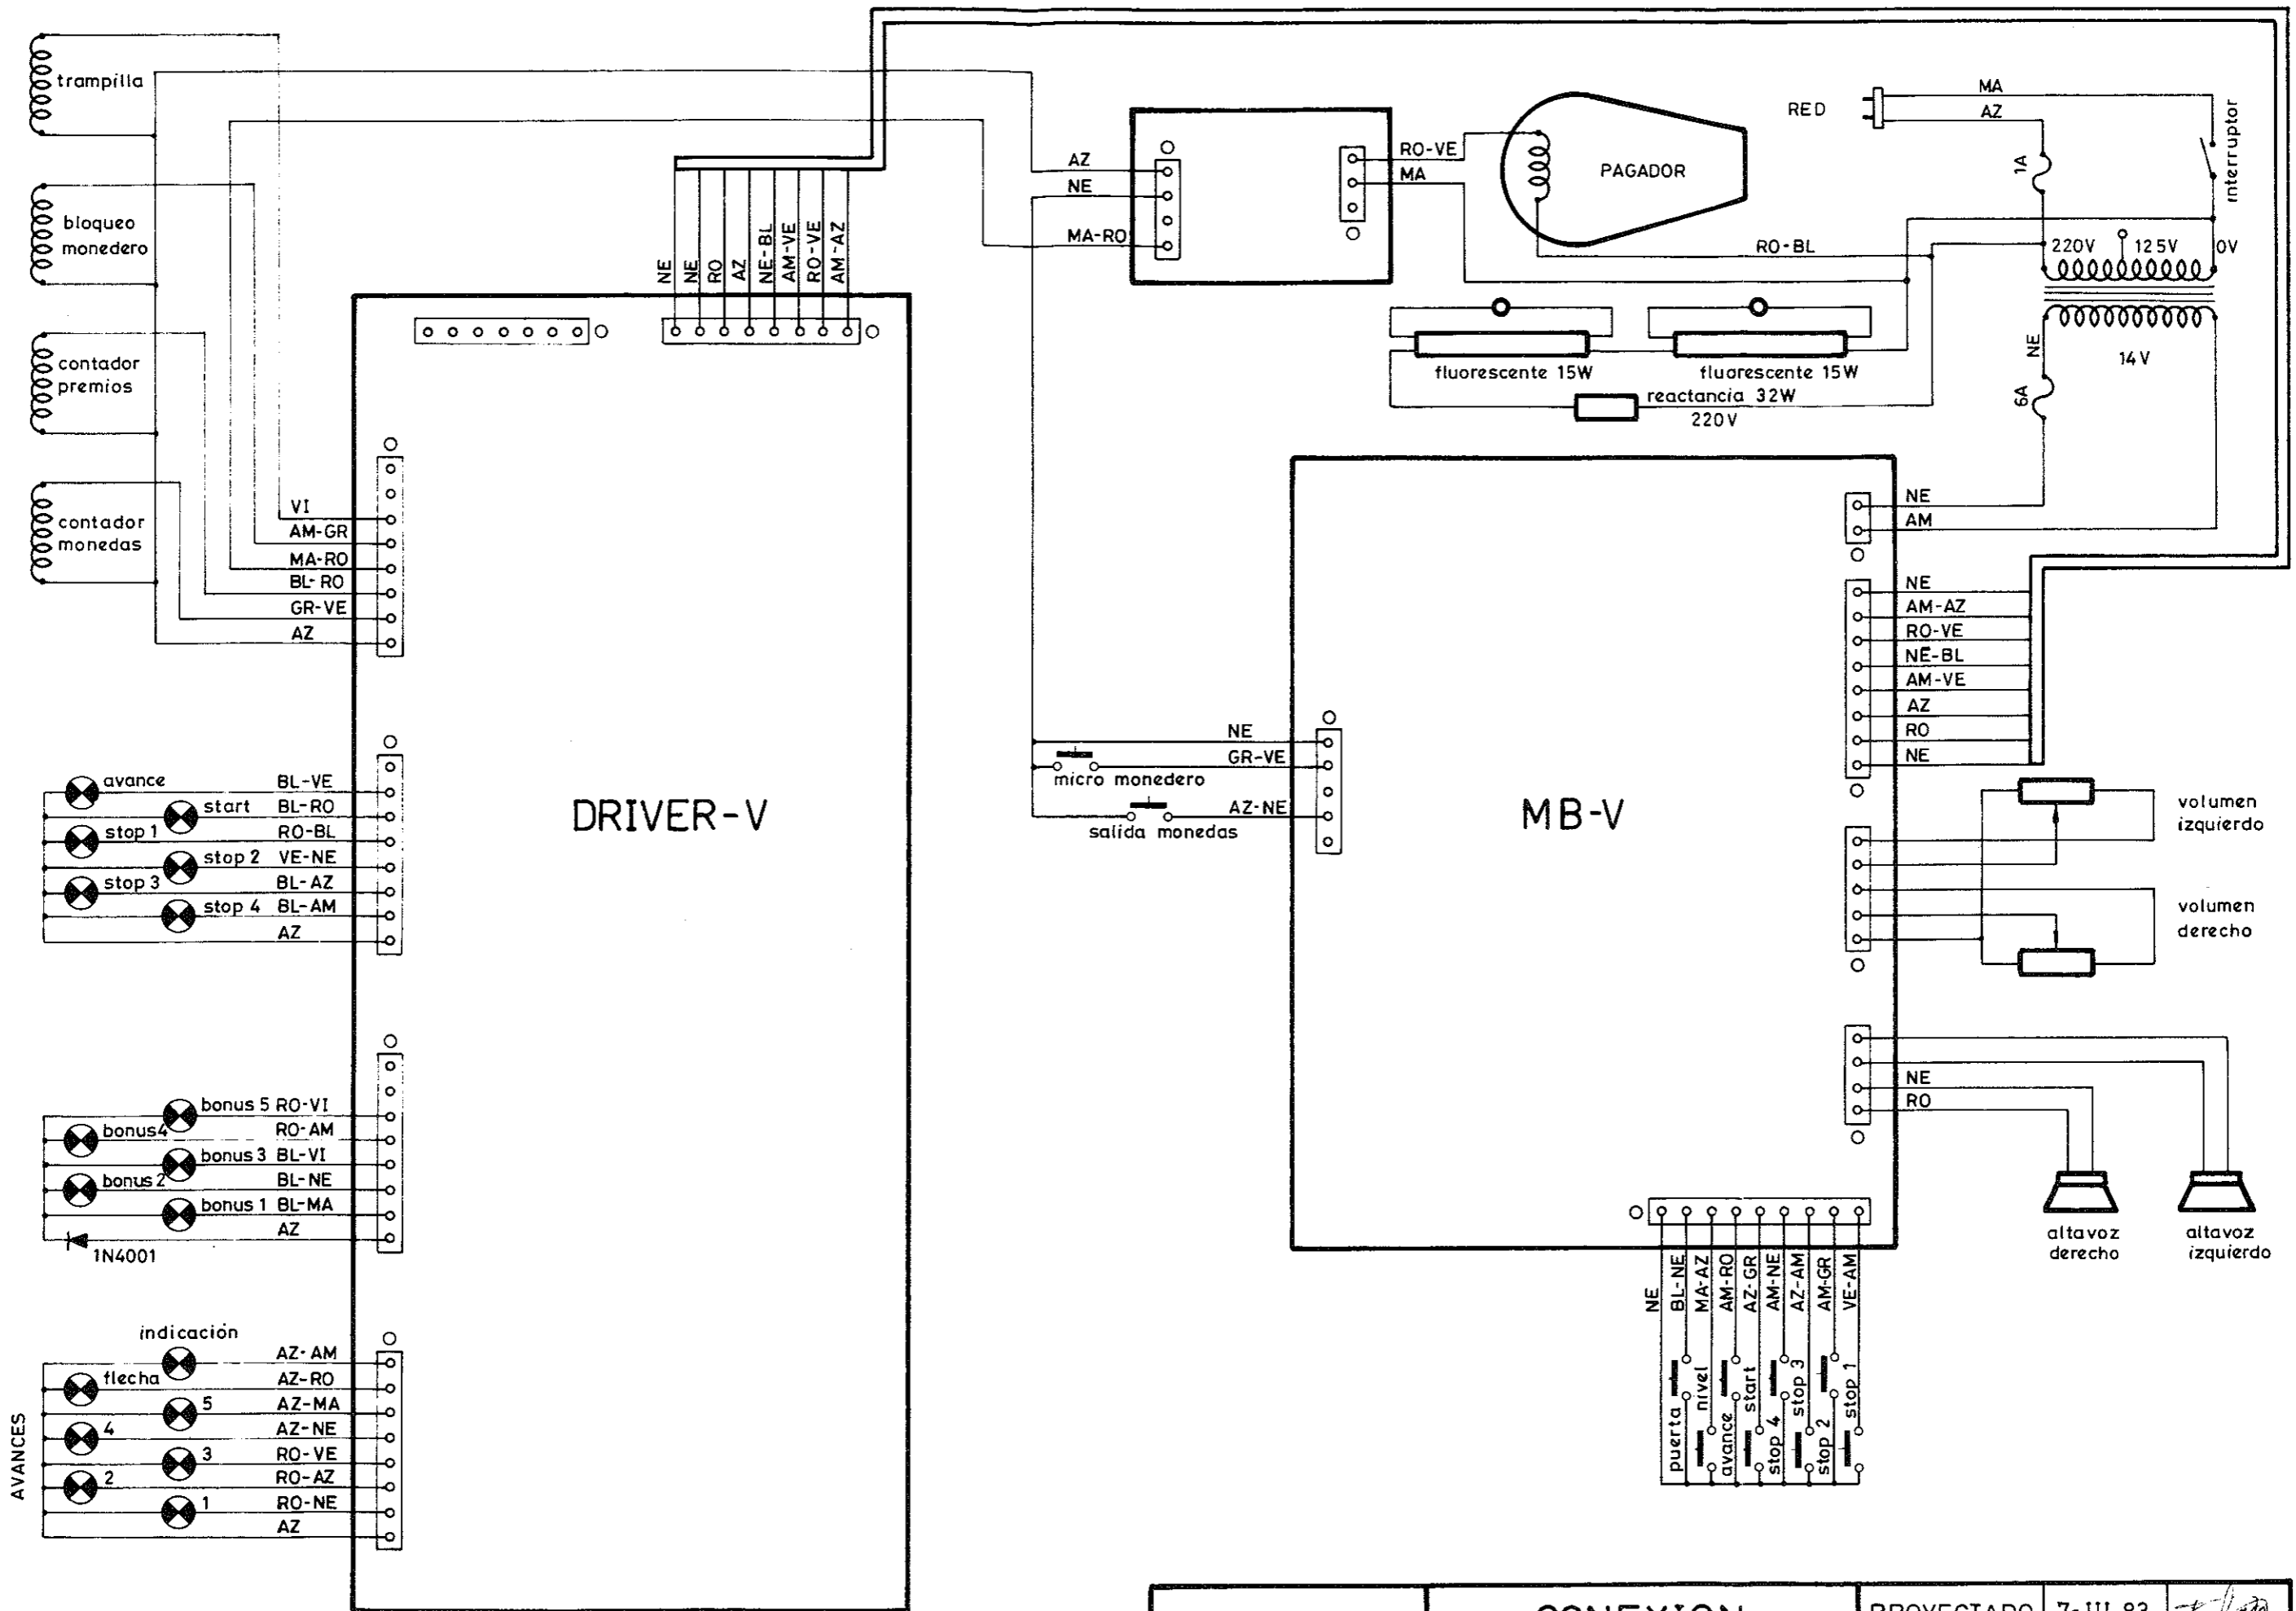 trampilla
bloqueo
monedero
contador
premios
contador
monedas
VI
AM-GR
MA-RO
BL-RO
GR-VE
AZ
avance
BL-VE
start
BL-RO
stop 1
RO-BL
stop 2
VE-NE
stop 3
BL-AZ
stop 4
BL-AM
AZ
bonus 5
RO-VI
bonus 4
RO-AM
bonus 3
BL-VI
bonus 2
BL-NE
bonus 1
BL-MA
AZ
1N4001
AVANCES
indicación
AZ-AM
flecha
AZ-RO
5
AZ-MA
4
AZ-NE
3
RO-VE
2
RO-AZ
1
RO-NE
AZ
NE
NE
RO
AZ
NE-BL
AM-VE
RO-VE
AM-AZ
DRIVER-V
AZ
NE
MA-RO
RO-VE
MA
PAGADOR
RO-BL
RED
MA
AZ
1A
interruptor
220V
125V
0V
14V
NE
6A
fluorescente 15W
fluorescente 15W
reactancia 32W
220V
NE
GR-VE
micro monedero
AZ-NE
salida monedas
MB-V
NE
AM
NE
AM-AZ
RO-VE
NE-BL
AM-VE
AZ
RO
NE
volumen
izquierdo
volumen
derecho
NE
RO
altavoz
derecho
altavoz
izquierdo
NE
BL-NE
MA-AZ
AM-RO
AZ-GR
AM-NE
AZ-AM
AM-GR
VE-AM
puerta
nivel
avance
start
stop 4
stop 3
stop 2
stop 1
CONEXION
PROYECTADO
7-III-83